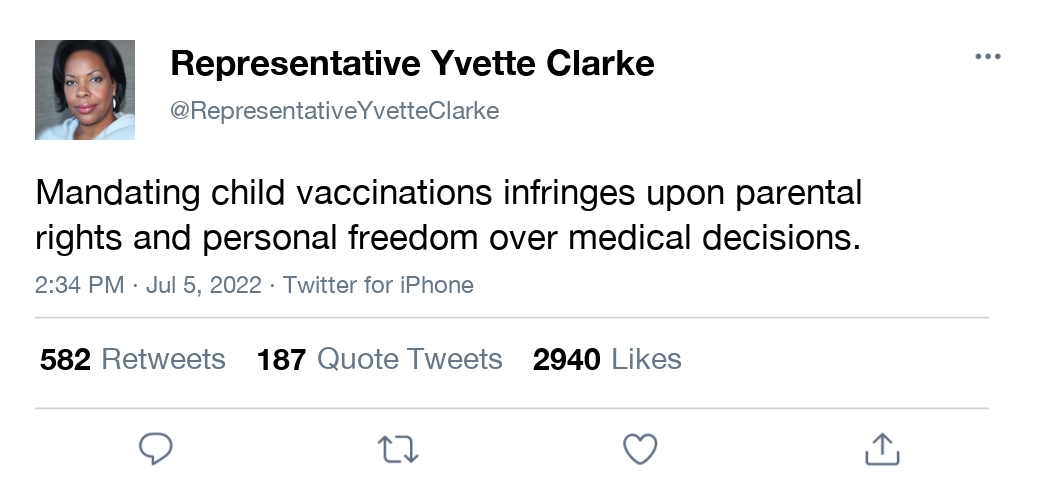 Representative Yvette Clarke
@RepresentativeYvetteClarke
Mandating child vaccinations infringes upon parental
rights and personal freedom over medical decisions.
2:34 PM · Jul 5, 2022 · Twitter for iPhone
582 Retweets 187 Quote Tweets 2940 Likes